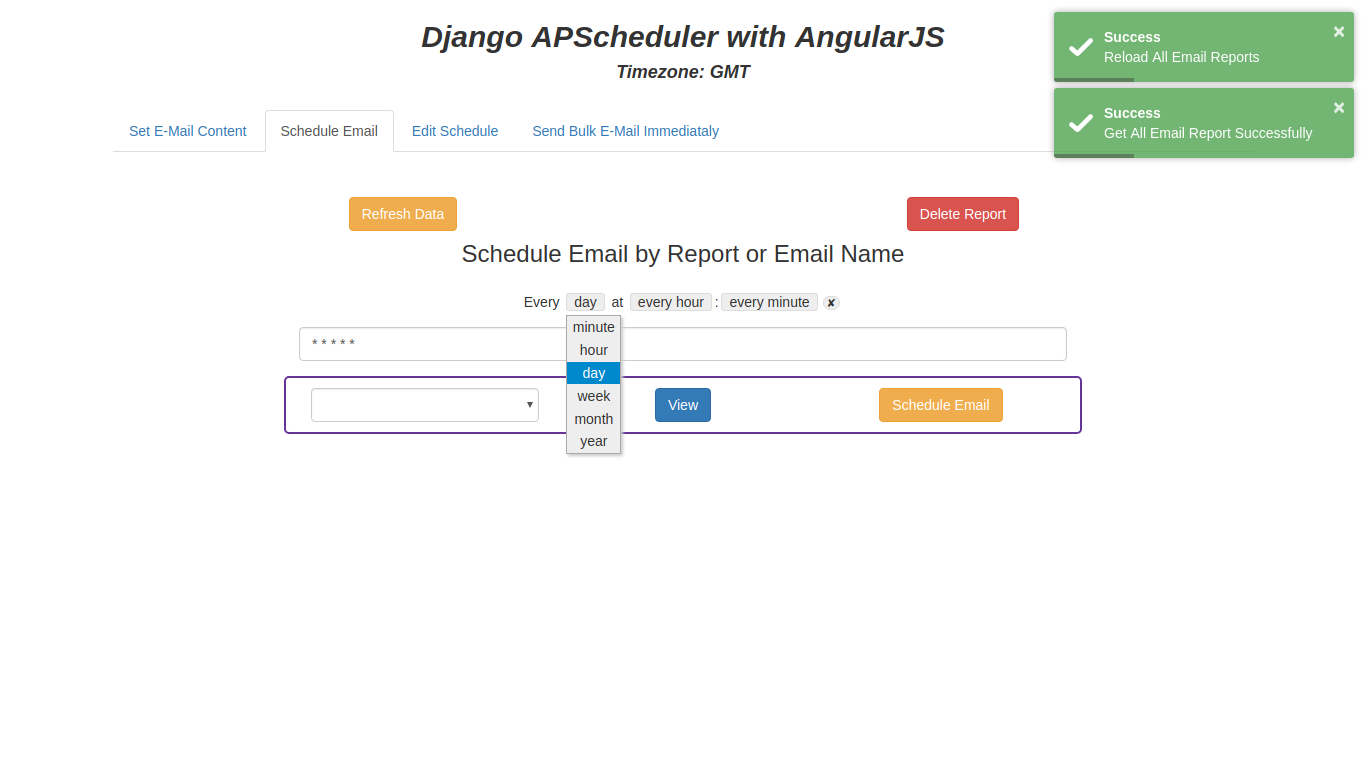 Django APScheduler with AngularJS
Timezone: GMT
Success
Reload All Email Reports
×
Success
Get All Email Report Successfully
×
Set E-Mail Content
Schedule Email
Edit Schedule
Send Bulk E-Mail Immediataly
Refresh Data
Delete Report
Schedule Email by Report or Email Name
Every day at every hour : every minute ✘
minute
hour
day
week
month
year
* * * * *
View
Schedule Email